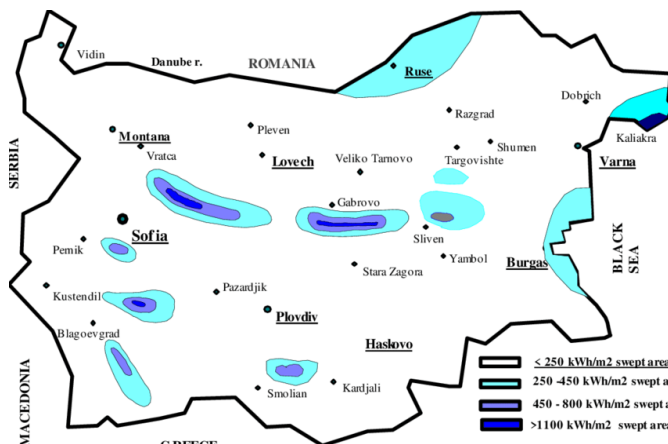 Vidin
Danube r.
ROMANIA
Ruse
Dobrich
Razgrad
Kaliakra
Montana
Pleven
Vratca
Lovech
Veliko Tarnovo
Targovishte
Shumen
Varna
SERBIA
Gabrovo
Sofia
Sliven
Pernik
Stara Zagora
Yambol
Burgas
BLACK
SEA
Kustendil
Pazardjik
Blagoevgrad
Plovdiv
Haskovo
Smolian
Kardjali
MACEDONIA
GREECE
< 250 kWh/m2 swept area
250 -450 kWh/m2 swept a
450 - 800 kWh/m2 swept a
>1100 kWh/m2 swept area